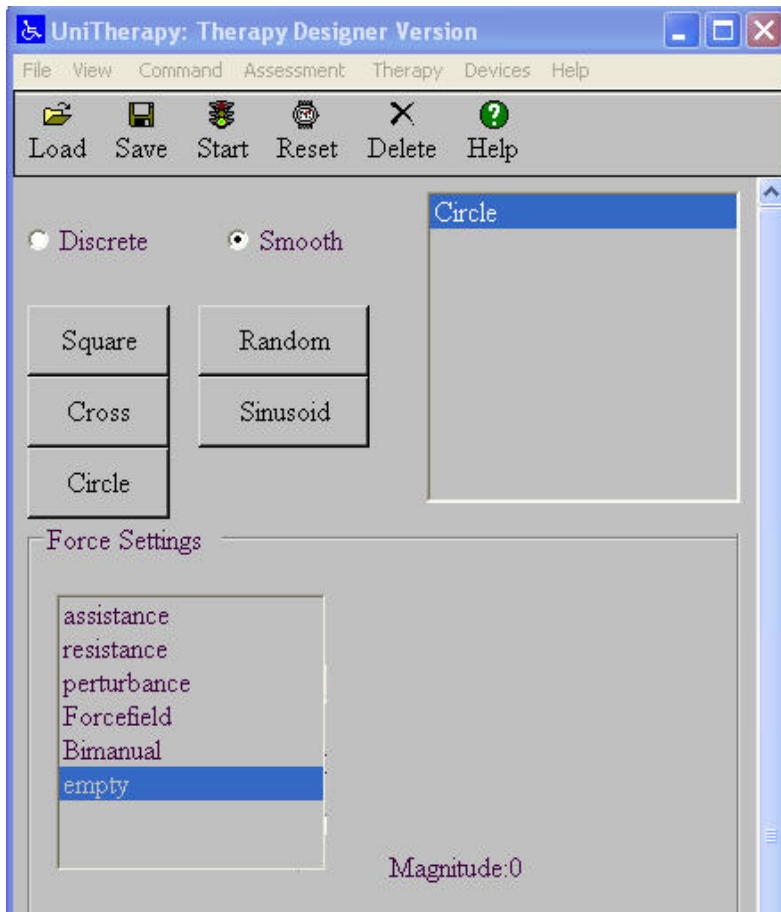 UniTherapy: Therapy Designer Version
File View Command Assessment Therapy Devices Help
Load Save Start Reset Delete Help
Discrete Smooth
Circle
Square Random
Cross Sinusoid
Circle
Force Settings
assistance
resistance
perturbance
Forcefield
Bimanual
empty
Magnitude:0